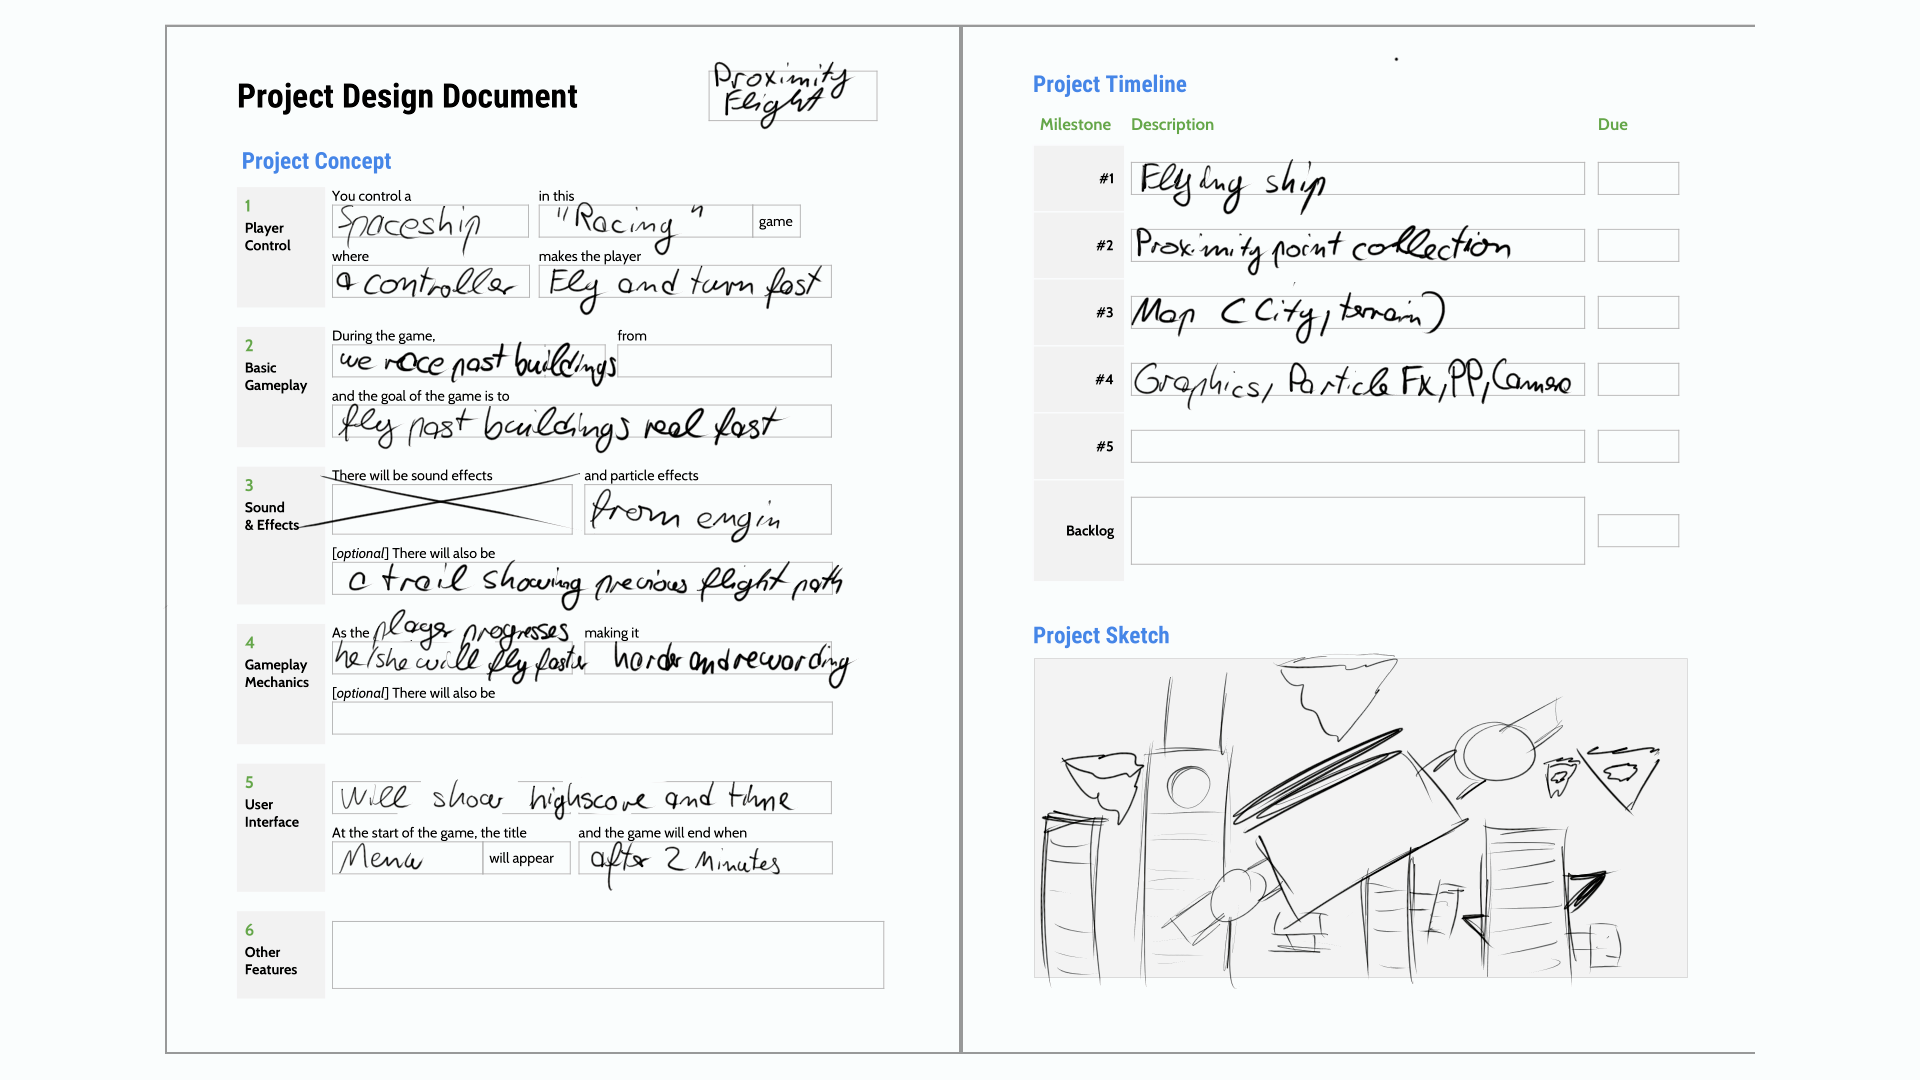 Project Design Document
Proximity
Flight
Project Concept
1
Player
Control
You control a
in this
Spaceship
"Racing"
game
where
makes the player
a controller
Fly and turn fast
2
Basic
Gameplay
During the game,
from
we race past buildings
and the goal of the game is to
fly past buildings real fast
3
Sound
& Effects
There will be sound effects
and particle effects
from engin
[optional] There will also be
a trail showing precious flight path
4
Gameplay
Mechanics
As the player progresses
making it
he/she will fly faster
harder and rewarding
[optional] There will also be
5
User
Interface
Will show highscore and time
At the start of the game, the title
and the game will end when
Menu
will appear
after 2 Minutes
6
Other
Features
Project Timeline
Milestone
Description
Due
#1
Flying ship
#2
Proximity point collection
#3
Map (City, terrain)
#4
Graphics, Particle Fx, PP, Camera
#5
Backlog
Project Sketch